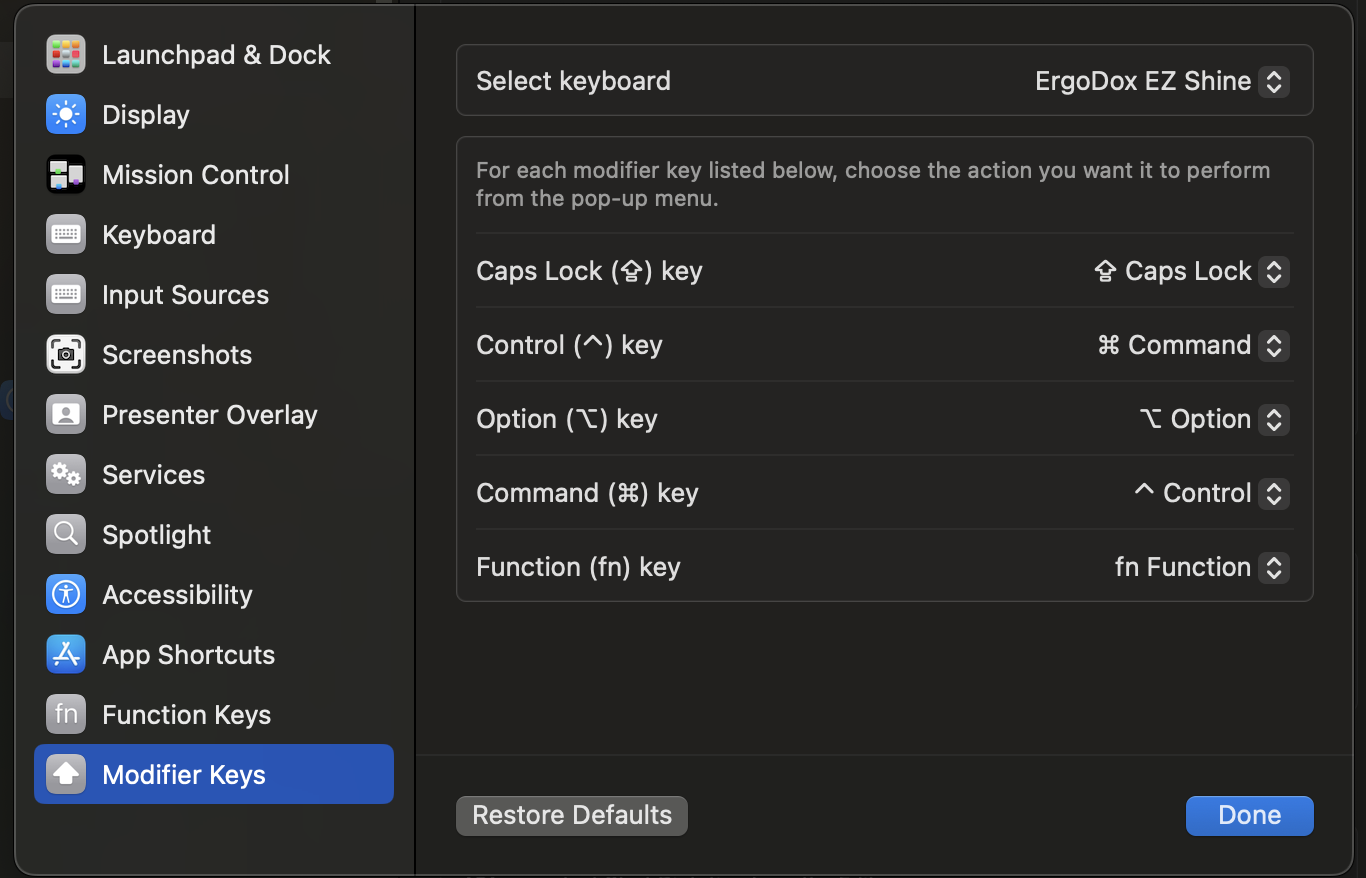 Launchpad & Dock
Display
Mission Control
Keyboard
Input Sources
Screenshots
Presenter Overlay
Services
Spotlight
Accessibility
App Shortcuts
fn Function Keys
Modifier Keys
Select keyboard ErgoDox EZ Shine
For each modifier key listed below, choose the action you want it to perform
from the pop-up menu.
Caps Lock (⇪) key ⇪ Caps Lock
Control (^) key ⌘ Command
Option (⌥) key ⌥ Option
Command (⌘) key ^ Control
Function (fn) key fn Function
Restore Defaults Done